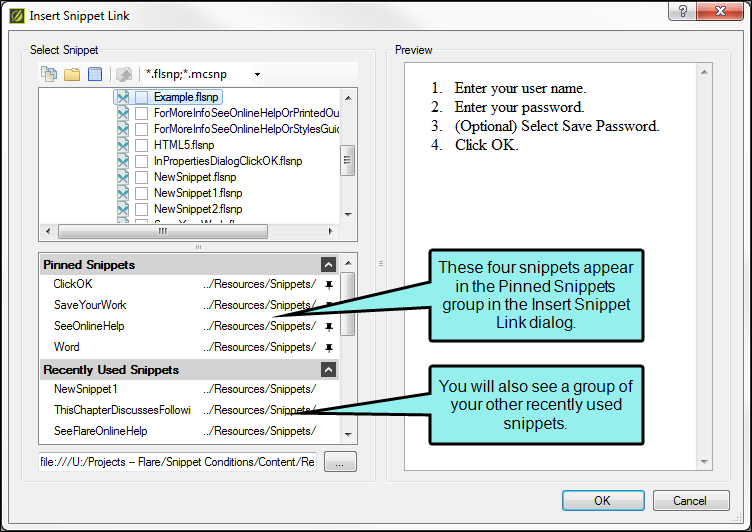 Insert Snippet Link
?
Select Snippet
*.flsnp;*.mcsnp
Example.flsnp
ForMoreInfoSeeOnlineHelpOrPrintedOu
ForMoreInfoSeeOnlineHelpOrStylesGuid
HTML5.flsnp
InPropertiesDialogClickOK.flsnp
NewSnippet.flsnp
NewSnippet1.flsnp
NewSnippet2.flsnp
Pinned Snippets
ClickOK ../Resources/Snippets/
SaveYourWork ../Resources/Snippets/
SeeOnlineHelp ../Resources/Snippets/
Word ../Resources/Snippets/
Recently Used Snippets
NewSnippet1 ../Resources/Snippets/
ThisChapterDiscussesFollowi ../Resources/Snippets/
SeeFlareOnlineHelp ../Resources/Snippets/
file:///U:/Projects -- Flare/Snippet Conditions/Content/Re
...
Preview
1. Enter your user name.
2. Enter your password.
3. (Optional) Select Save Password.
4. Click OK.
These four snippets appear
in the Pinned Snippets
group in the Insert Snippet
Link dialog.
You will also see a group of
your other recently used
snippets.
OK
Cancel